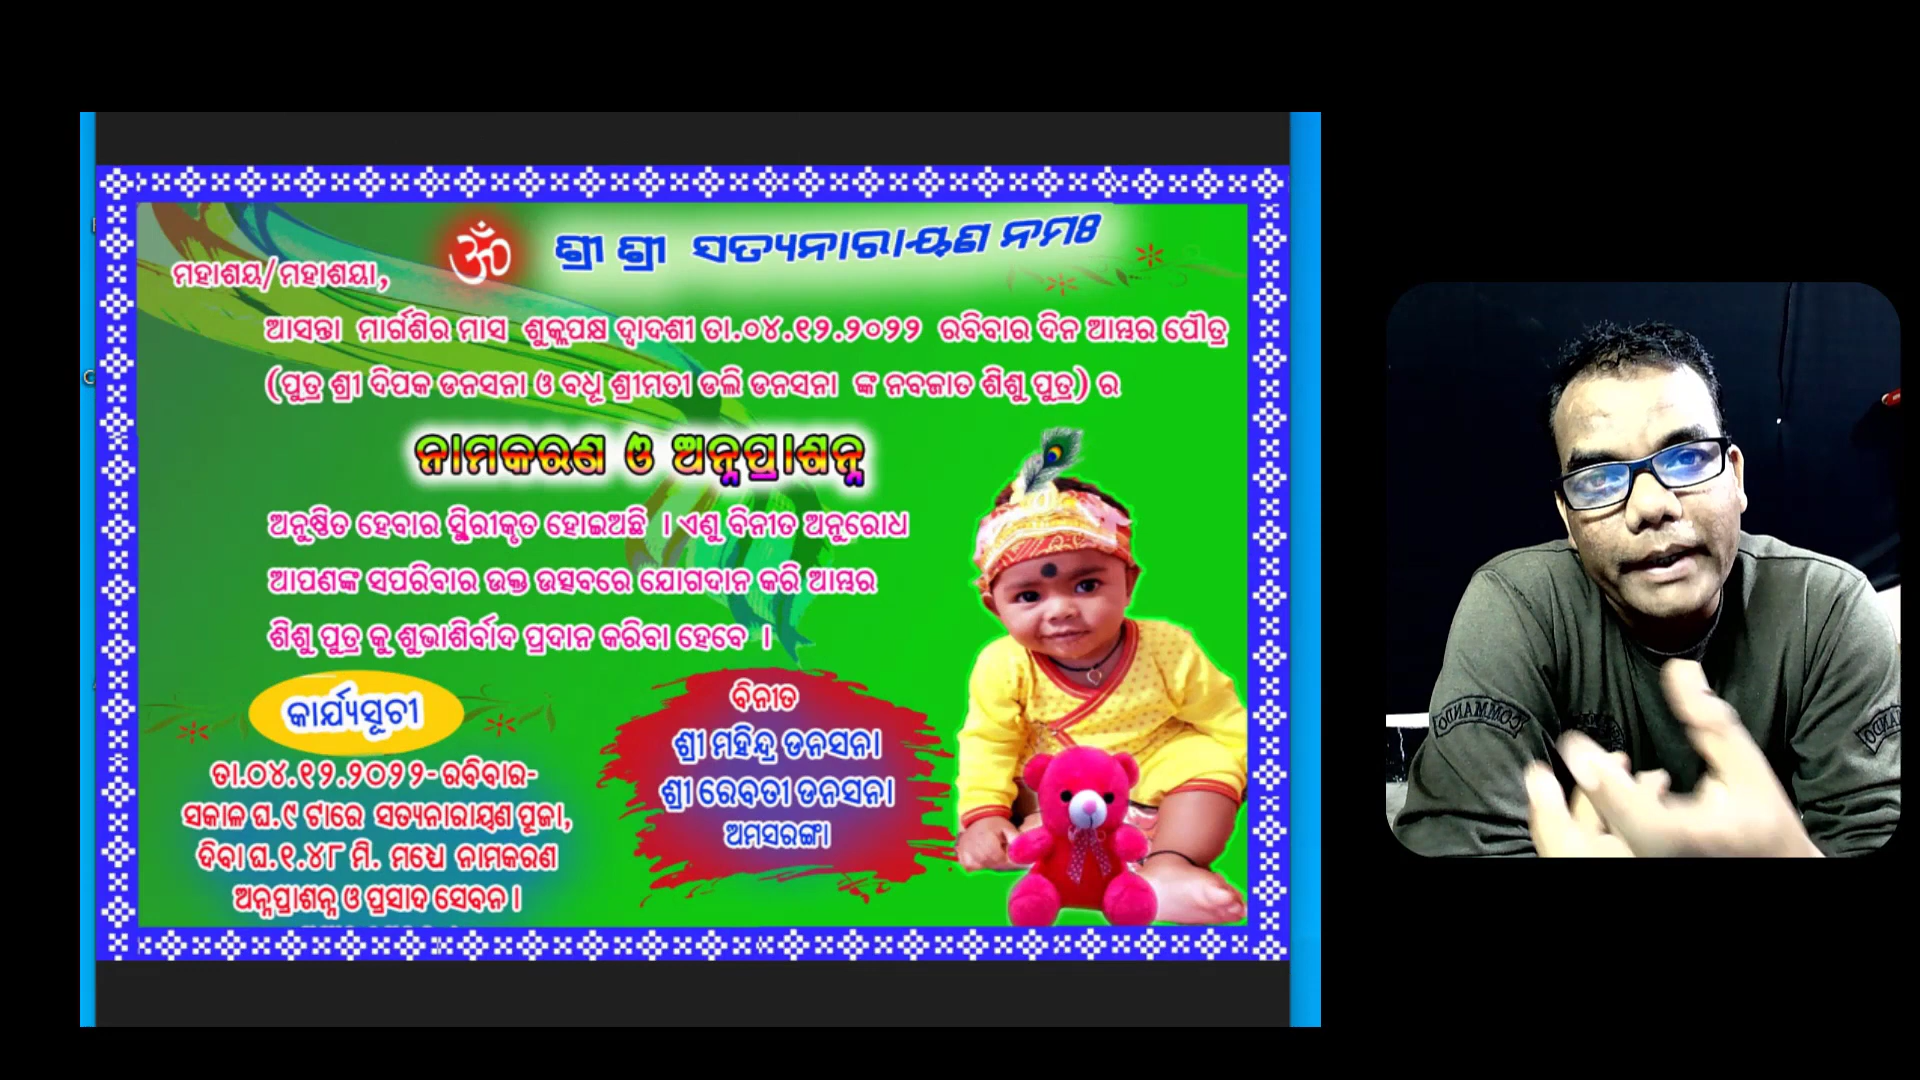 ॐ ଶ୍ରୀ ଶ୍ରୀ ସତ୍ୟନାରାୟଣ ନମଃ
ମହାଶୟ/ମହାଶୟା,
ଆସନ୍ତା ମାର୍ଗଶିର ମାସ ଶୁକ୍ଳପକ୍ଷ ଦ୍ଵାଦଶୀ ତା.୦୪.୧୨.୨୦୨୨ ରବିବାର ଦିନ ଆମ୍ଭର ପୌତ୍ର
(ପୁତ୍ର ଶ୍ରୀ ଦିପକ ଡନସନା ଓ ବଧୂ ଶ୍ରୀମତୀ ଡଲି ଡନସନା ଙ୍କ ନବଜାତ ଶିଶୁ ପୁତ୍ର) ର
ନାମକରଣ ଓ ଅନ୍ନପ୍ରାଶନ୍ନ
ଅନୁଷ୍ଠିତ ହେବାର ସ୍ଥିରୀକୃତ ହୋଇଅଛି । ଏଣୁ ବିନୀତ ଅନୁରୋଧ
ଆପଣଙ୍କ ସପରିବାର ଉକ୍ତ ଉତ୍ସବରେ ଯୋଗଦାନ କରି ଆମ୍ଭର
ଶିଶୁ ପୁତ୍ର କୁ ଶୁଭାଶିର୍ବାଦ ପ୍ରଦାନ କରିବା ହେବେ ।
କାର୍ଯ୍ୟସୂଚୀ
ତା.୦୪.୧୨.୨୦୨୨-ରବିବାର-
ସକାଳ ଘ.୯ ଟାରେ ସତ୍ୟନାରାୟଣ ପୂଜା,
ଦିବା ଘ.୧.୪୮ ମି. ମଧ୍ୟେ ନାମକରଣ
ଅନ୍ନପ୍ରାଶନ୍ନ ଓ ପ୍ରସାଦ ସେବନ ।
ବିନୀତ
ଶ୍ରୀ ମହିନ୍ଦ୍ର ଡନସନା
ଶ୍ରୀ ରେବତୀ ଡନସନା
ଅମସରଙ୍ଗା
COMMANDO